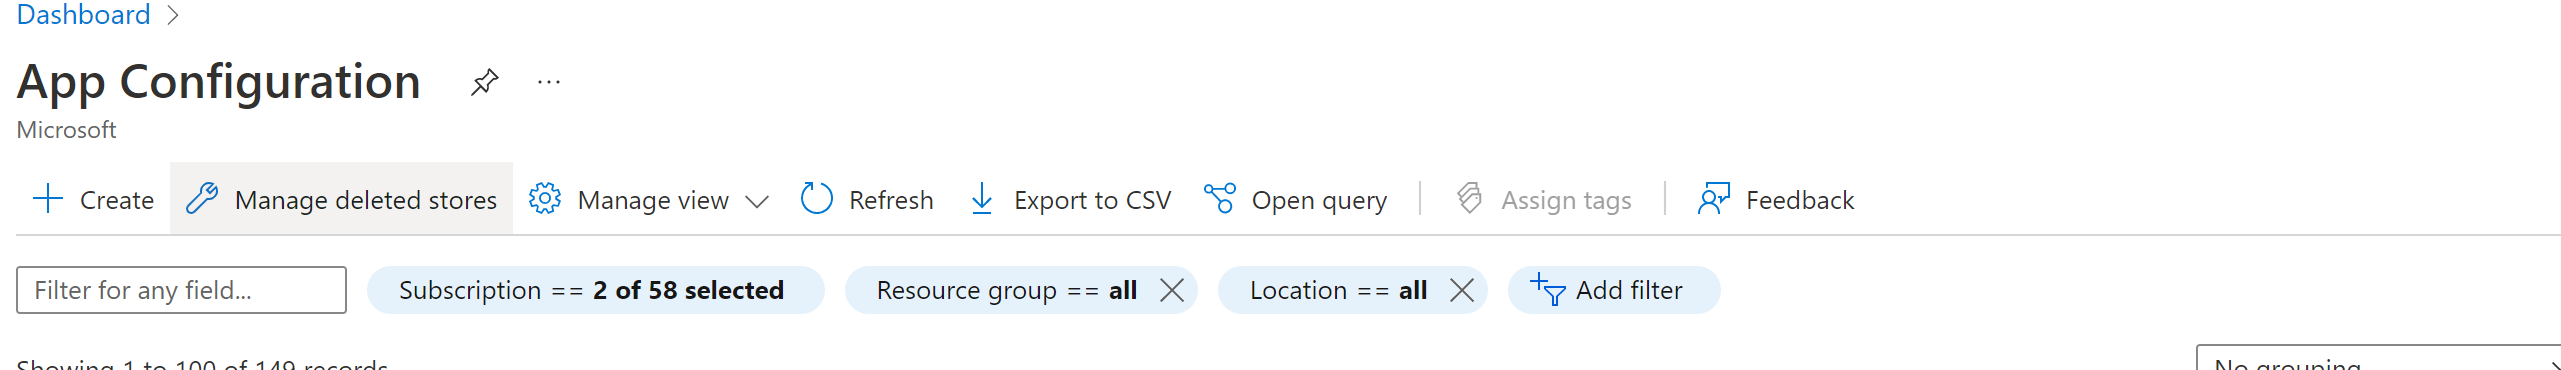 Dashboard
App Configuration
Microsoft
Create Manage deleted stores Manage view Refresh Export to CSV Open query Assign tags Feedback
Filter for any field... Subscription == 2 of 58 selected Resource group == all Location == all Add filter
Showing 1 to 100 of 149 records. No grouping